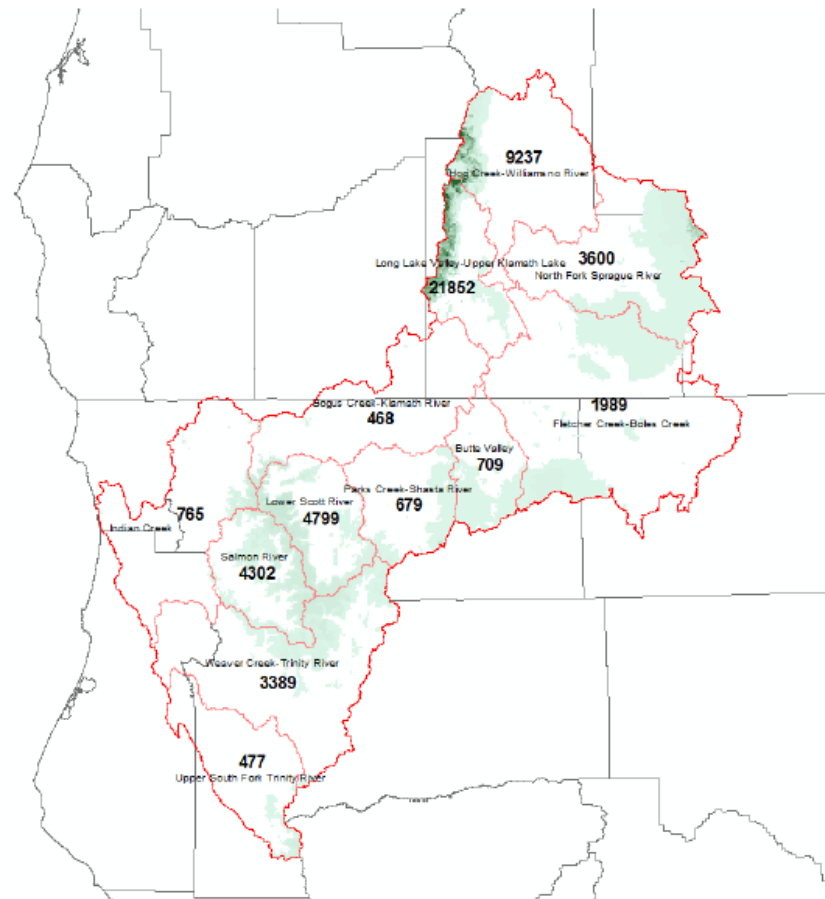 9237
Hog Creek-Williamson River
3600
Long Lake Valley-Upper Klamath Lake
North Fork Sprague River
21852
Bogus Creek-Klamath River
1989
468
Fletcher Creek-Boles Creek
Butte Valley
709
Parks Creek-Shasta River
679
Lower Scott River
4799
765
Indian Creek
Salmon River
4302
Weaver Creek-Trinity River
3389
477
Upper South Fork Trinity River